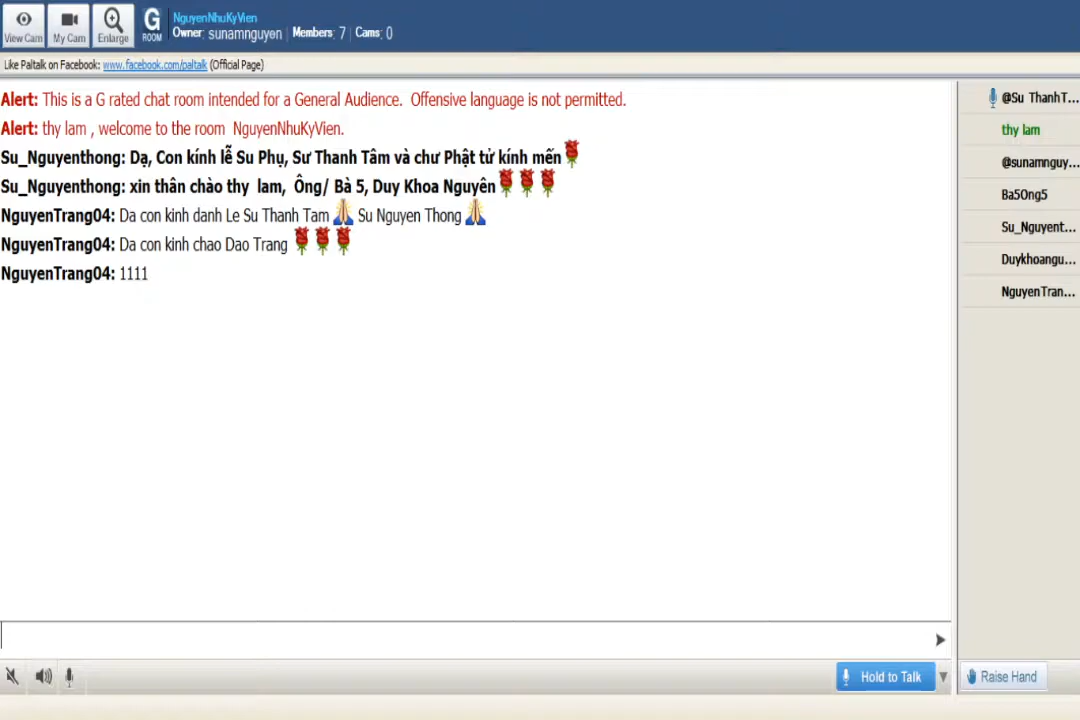 View Cam
My Cam
Enlarge
G
ROOM
NguyenNhuKyVien
Owner: sunamnguyen | Members: 7 | Cams: 0
Like Paltalk on Facebook: www.facebook.com/paltalk (Official Page)
Alert: This is a G rated chat room intended for a General Audience. Offensive language is not permitted.
Alert: thy lam , welcome to the room NguyenNhuKyVien.
Su_Nguyenthong: Dạ, Con kính lễ Su Phụ, Sư Thanh Tâm và chư Phật tử kính mến
Su_Nguyenthong: xin thân chào thy lam, Ông/ Bà 5, Duy Khoa Nguyên
NguyenTrang04: Da con kinh danh Le Su Thanh Tam Su Nguyen Thong
NguyenTrang04: Da con kinh chao Dao Trang
NguyenTrang04: 1111
@Su ThanhT...
thy lam
@sunamnguy...
Ba5Ong5
Su_Nguyent...
Duykhoangu...
NguyenTran...
Hold to Talk
Raise Hand